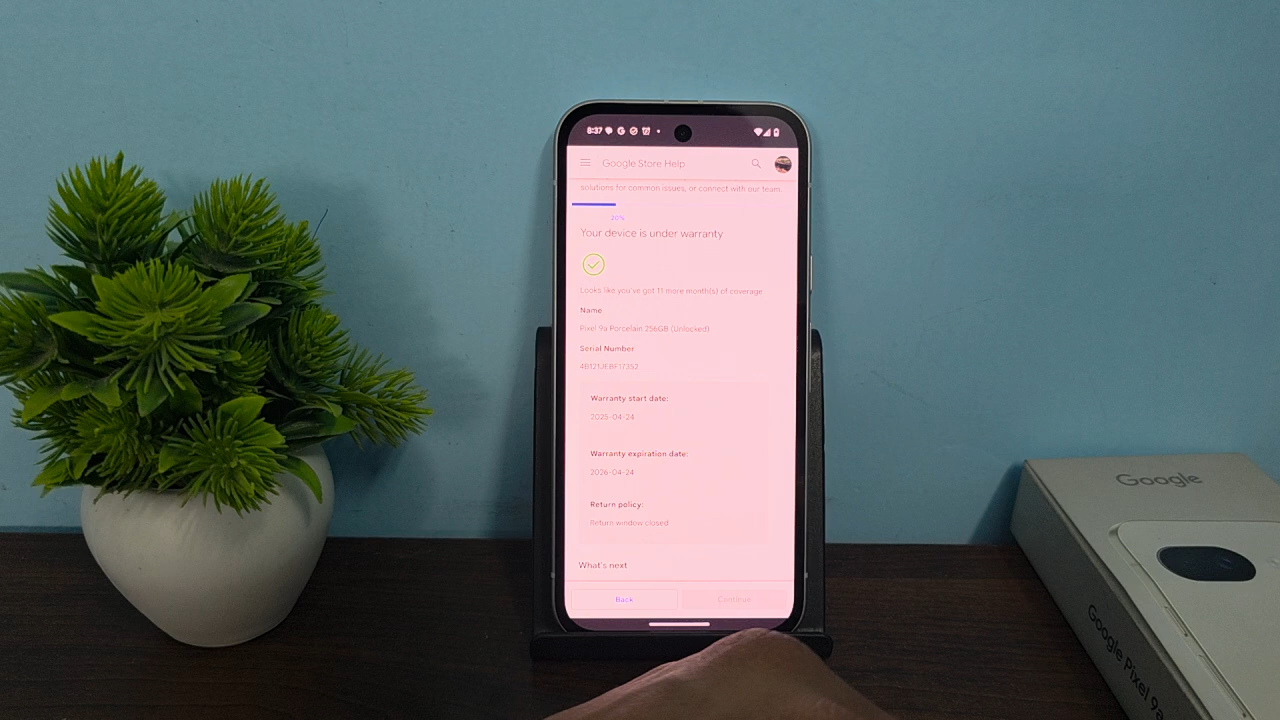 8:37
Google Store Help
solutions for common issues, or connect with our team.
20%
Your device is under warranty
Looks like you've got 11 more month(s) of coverage
Name
Pixel 9a Porcelain 256GB (Unlocked)
Serial Number
4B121JEBF17352
Warranty start date:
2025-04-24
Warranty expiration date:
2026-04-24
Return policy:
Return window closed
What's next
Back
Continue
Google
Google Pixel 9a